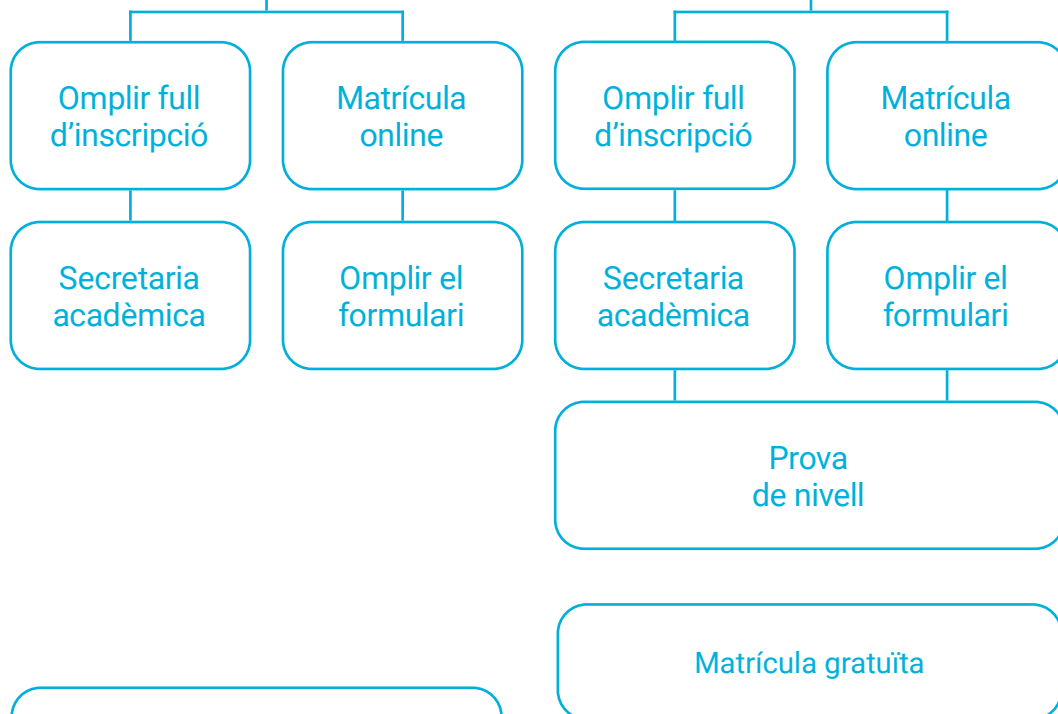 Omplir full
d’inscripció
Matrícula
online
Omplir full
d’inscripció
Matrícula
online
Secretaria
acadèmica
Omplir el
formulari
Secretaria
acadèmica
Omplir el
formulari
Prova
de nivell
Matrícula gratuïta